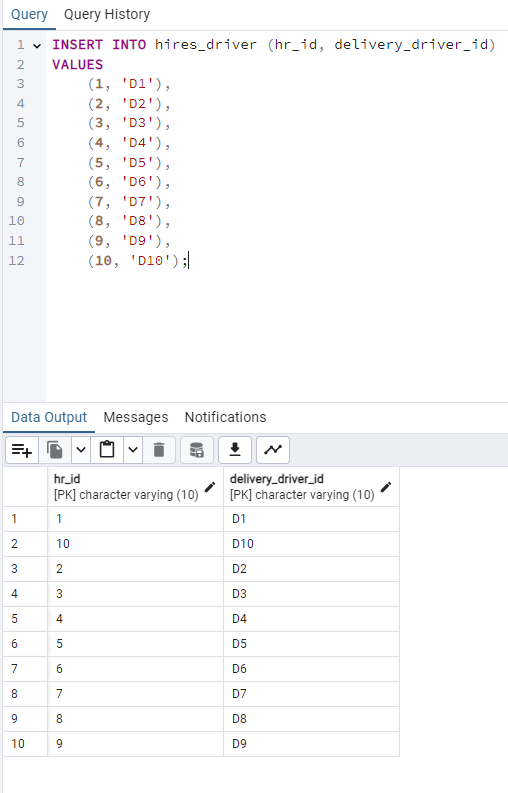 Query Query History
1 INSERT INTO hires_driver (hr_id, delivery_driver_id)
2 VALUES
3 (1, 'D1'),
4 (2, 'D2'),
5 (3, 'D3'),
6 (4, 'D4'),
7 (5, 'D5'),
8 (6, 'D6'),
9 (7, 'D7'),
10 (8, 'D8'),
11 (9, 'D9'),
12 (10, 'D10');
Data Output Messages Notifications
hr_id delivery_driver_id
[PK] character varying (10) [PK] character varying (10)
1 1 D1
2 10 D10
3 2 D2
4 3 D3
5 4 D4
6 5 D5
7 6 D6
8 7 D7
9 8 D8
10 9 D9